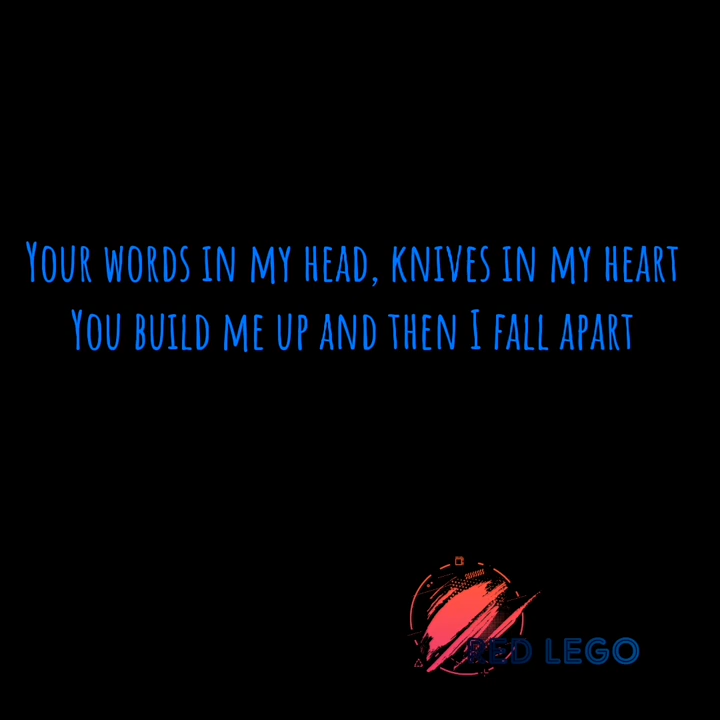 Your words in my head, knives in my heart
You build me up and then I fall apart
RED LEGO